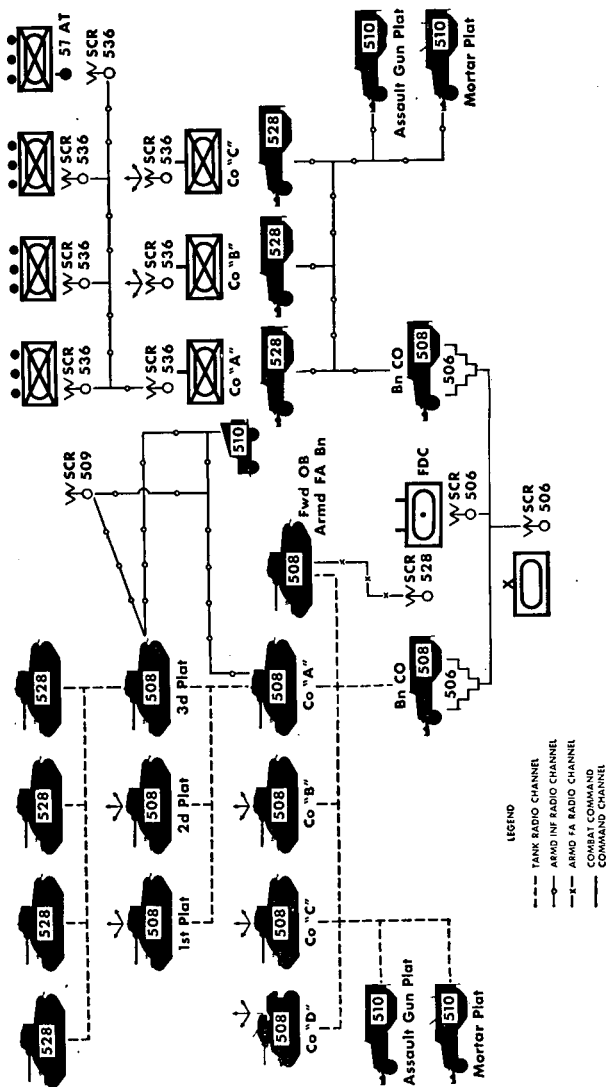 528
528
528
528
57 AT
SCR 509
SCR 536
SCR 536
SCR 536
SCR 536
508
508
508
1st Plat
2d Plat
3d Plat
SCR 536
SCR 536
SCR 536
510
Co "A"
Co "B"
Co "C"
508
508
508
508
508
528
528
528
Co "D"
Co "C"
Co "B"
Co "A"
Fwd OB
Armd FA Bn
510
510
510
Assault Gun Plat
Bn CO
Bn CO
Assault Gun Plat
SCR 528
FDC
508
508
510
510
506
506
Mortar Plat
SCR 506
Mortar Plat
X
SCR 506
LEGEND
TANK RADIO CHANNEL
ARMD INF RADIO CHANNEL
ARMD FA RADIO CHANNEL
COMBAT COMMAND
COMMAND CHANNEL